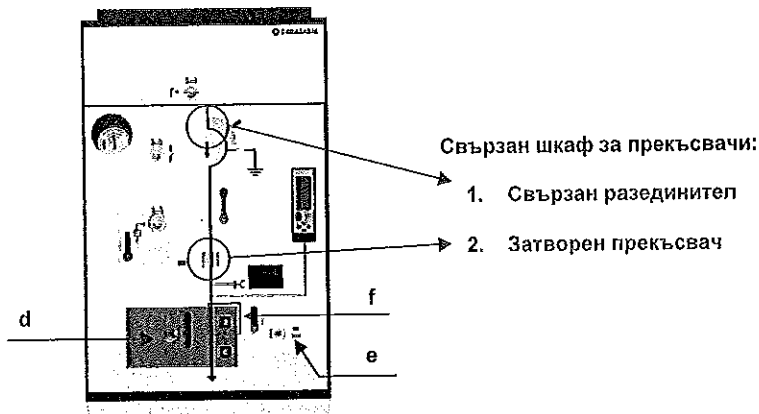 Свързан шкаф за прекъсвачи:
1. Свързан разединител
2. Затворен прекъсвач
d
f
e